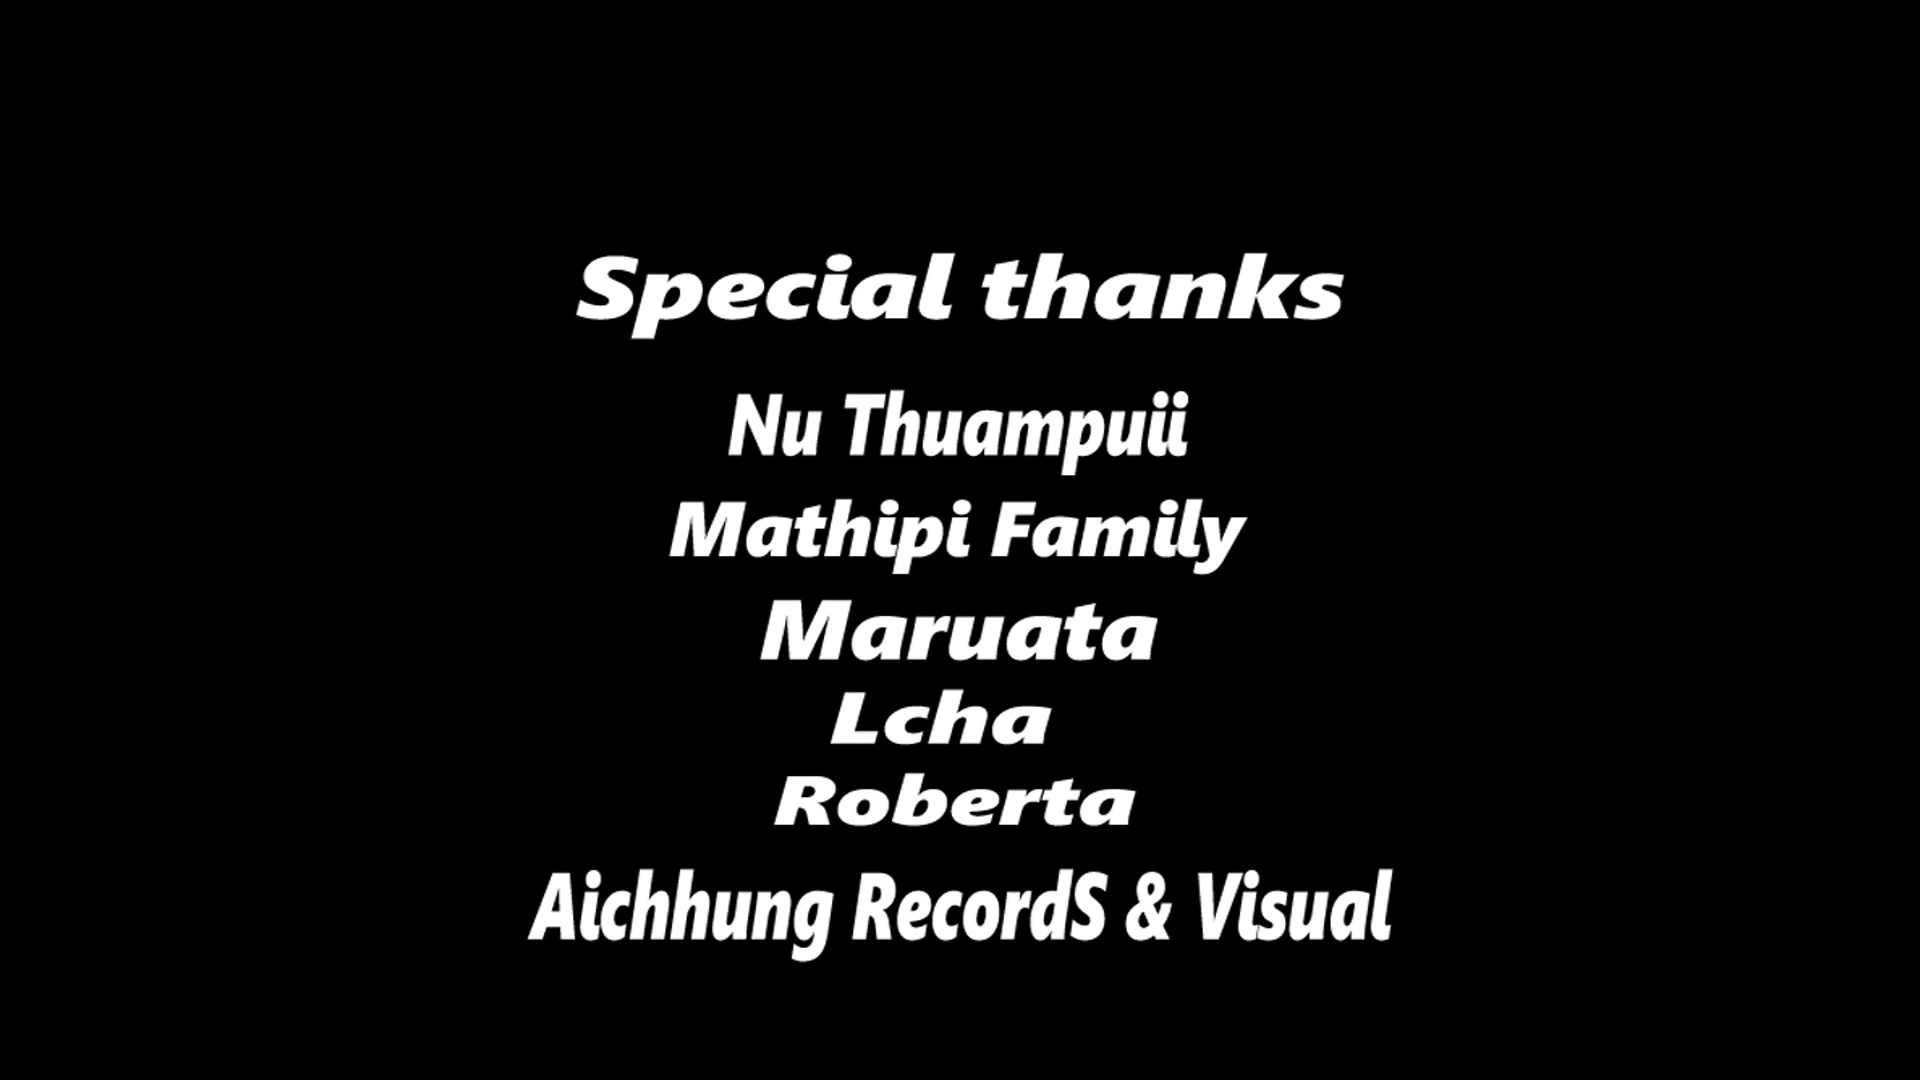 Special thanks
Nu Thuampuii
Mathipi Family
Maruata
Lcha
Roberta
Aichhung RecordS & Visual